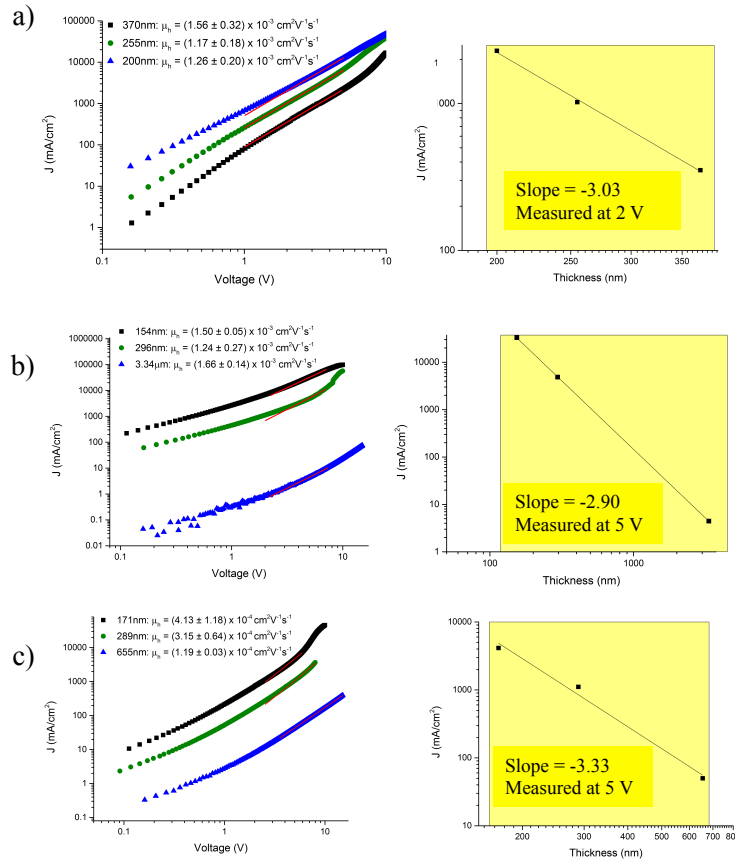 a)
370nm: μh = (1.56 ± 0.32) x 10-3 cm2V-1s-1
255nm: μh = (1.17 ± 0.18) x 10-3 cm2V-1s-1
200nm: μh = (1.26 ± 0.20) x 10-3 cm2V-1s-1
100000
10000
1000
100
10
1
J (mA/cm2)
0.1
1
10
Voltage (V)
1
000
100
J (mA/cm2)
Slope = -3.03
Measured at 2 V
200
250
300
350
Thickness (nm)
b)
154nm: μh = (1.50 ± 0.05) x 10-3 cm2V-1s-1
296nm: μh = (1.24 ± 0.27) x 10-3 cm2V-1s-1
3.34μm: μh = (1.66 ± 0.14) x 10-3 cm2V-1s-1
1000000
100000
10000
1000
100
10
1
0.1
0.01
J (mA/cm2)
0.1
1
10
Voltage (V)
10000
1000
100
10
1
J (mA/cm2)
Slope = -2.90
Measured at 5 V
100
1000
Thickness (nm)
c)
171nm: μh = (4.13 ± 1.18) x 10-4 cm2V-1s-1
289nm: μh = (3.15 ± 0.64) x 10-4 cm2V-1s-1
655nm: μh = (1.19 ± 0.03) x 10-4 cm2V-1s-1
100000
10000
1000
100
10
1
0.1
J (mA/cm2)
0.1
1
10
Voltage (V)
10000
1000
100
10
J (mA/cm2)
Slope = -3.33
Measured at 5 V
200
300
400
500
600
700
80
Thickness (nm)